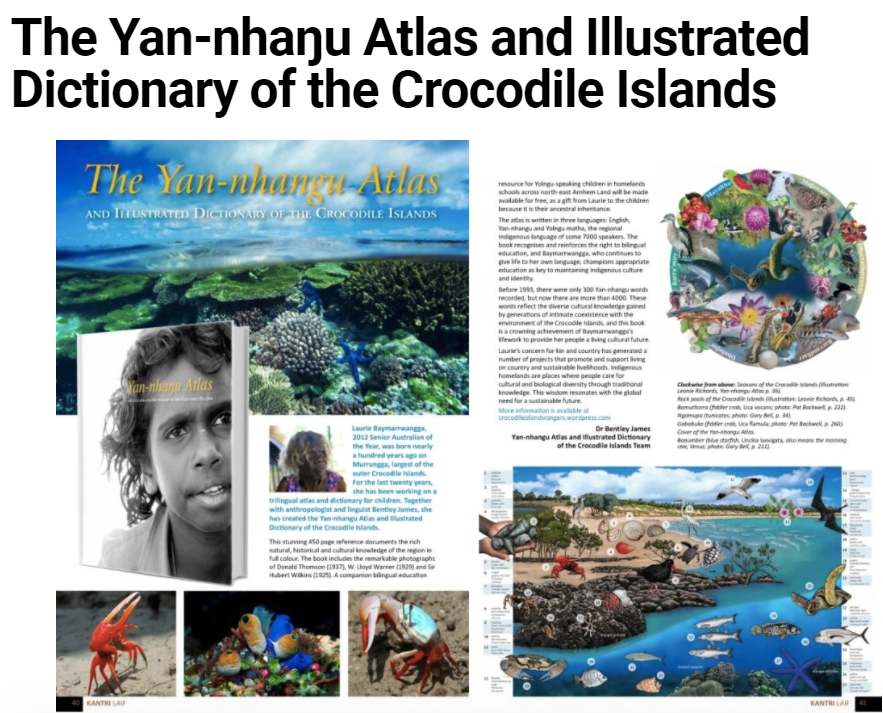 The Yan-nhaŋu Atlas and Illustrated
Dictionary of the Crocodile Islands
The Yan-nhangu Atlas
AND ILLUSTRATED DICTIONARY OF THE CROCODILE ISLANDS
Yan-nhaŋu Atlas
Laurie Baymarrwangga,
2012 Senior Australian of
the Year, was born nearly
a hundred years ago on
Murrungga, largest of the
outer Crocodile Islands.
For the last twenty years,
she has been working on a
trilingual atlas and dictionary for children. Together
with anthropologist and linguist Bentley James, she
has created the Yan-nhangu Atlas and Illustrated
Dictionary of the Crocodile Islands.
This stunning 450 page reference documents the rich
natural, historical and cultural knowledge of the region in
full colour. The book includes the remarkable photographs
of Donald Thomson (1937), W. Lloyd Warner (1929) and Sir
Hubert Wilkins (1925). A companion bilingual education
40 KANTRI LAIF
resource for Yolngu-speaking children in homelands
schools across north-east Arnhem Land will be made
available for free, as a gift from Laurie to the children
because it is their ancestral inheritance.
The atlas is written in three languages: English,
Yan-nhangu and Yolngu matha, the regional
indigenous language of some 7000 speakers. The
book recognises and reinforces the right to bilingual
education, and Baymarrwangga, who continues to
give life to her own language, champions appropriate
education as key to maintaining Indigenous culture
and identity.
Before 1993, there were only 300 Yan-nhangu words
recorded, but now there are more than 4000. These
words reflect the diverse cultural knowledge gained
by generations of intimate coexistence with the
environment of the Crocodile Islands, and this book
is a crowning achievement of Baymarrwangga's
lifework to provide her people a living cultural future.
Laurie's concern for kin and country has generated a
number of projects that promote and support living
on country and sustainable livelihoods. Indigenous
homelands are places where people care for
cultural and biological diversity through traditional
knowledge. This wisdom resonates with the global
need for a sustainable future.
More information is available at
crocodileislandsrangers.wordpress.com
Dr Bentley James
Yan-nhangu Atlas and Illustrated Dictionary
of the Crocodile Islands Team
Clockwise from above: Seasons of the Crocodile Islands (illustration:
Leonie Richards, Yan-nhangu Atlas p. 36).
Rock pools of the Crocodile Islands (illustration: Leonie Richards, p. 45).
(fiddler crab, Uca vocans; photo: Pat Backwell, p. 222).
(tunicates; photo: Gary Bell, p. 34).
(fiddler crab, Uca flamula; photo: Pat Backwell, p. 260)
Cover of the Yan-nhangu Atlas.
(blue starfish, Linckia laevigata, also means the morning
star, Venus; photo: Gary Bell, p. 211).
KANTRI LAIF 41